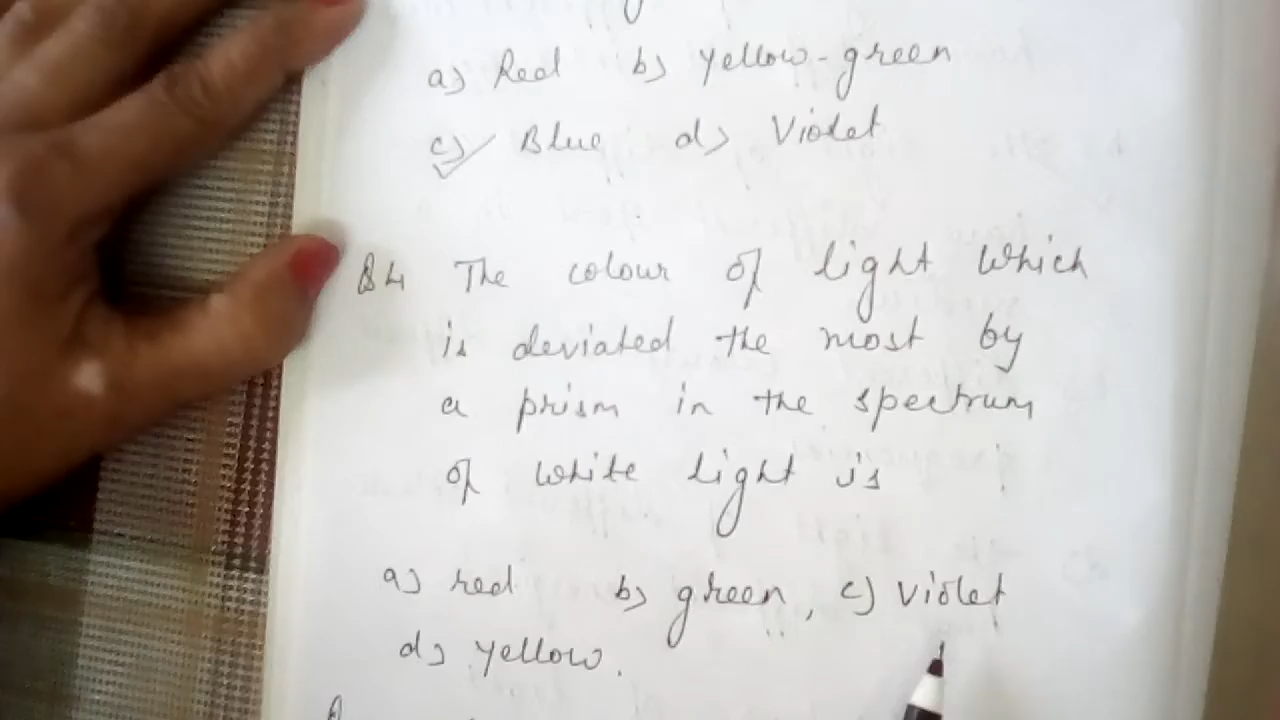 a) Red b) Yellow-green
c) Blue d) Violet
Q4 The colour of light which
is deviated the most by
a prism in the spectrum
of white light is
a) red b) green, c) violet
d) yellow.